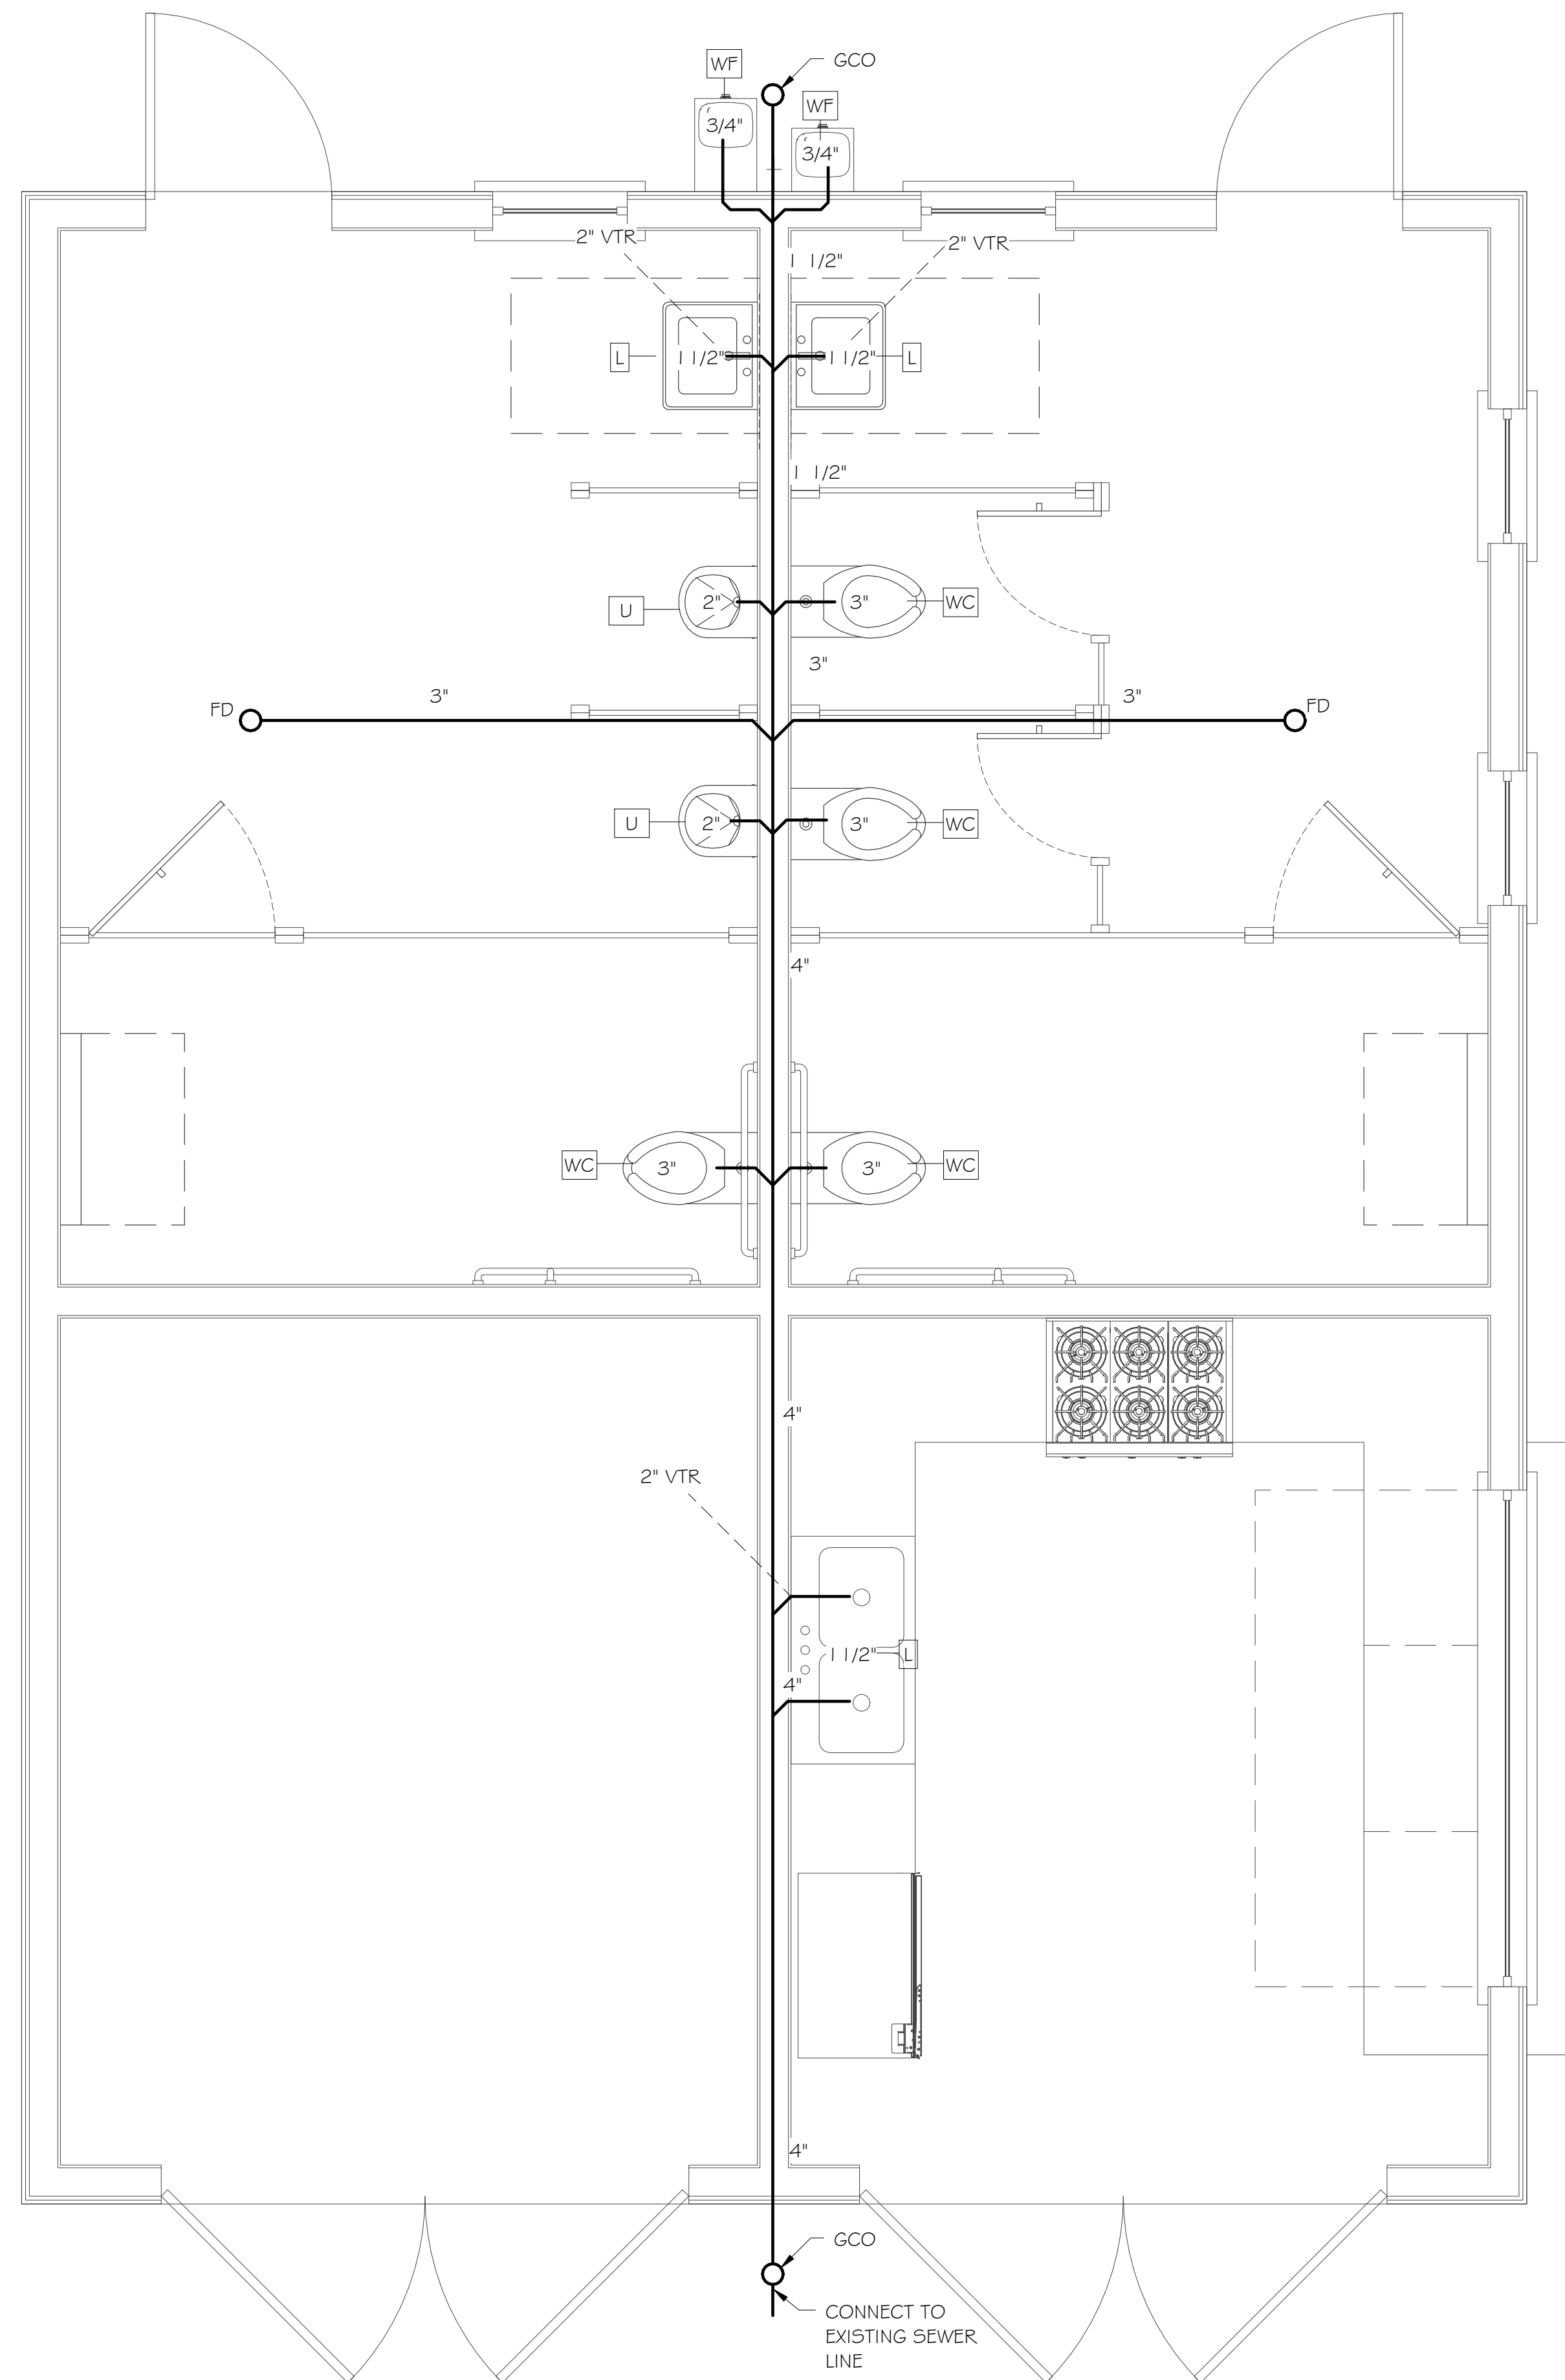 WF
GCO
WF
3/4"
3/4"
2" VTR
2" VTR
1 1/2"
L
1 1/2"
1 1/2"
L
1 1/2"
U
2"
3"
WC
3"
FD
3"
3"
FD
U
2"
3"
WC
4"
WC
3"
3"
WC
4"
2" VTR
1 1/2"
L
4"
4"
GCO
CONNECT TO
EXISTING SEWER
LINE